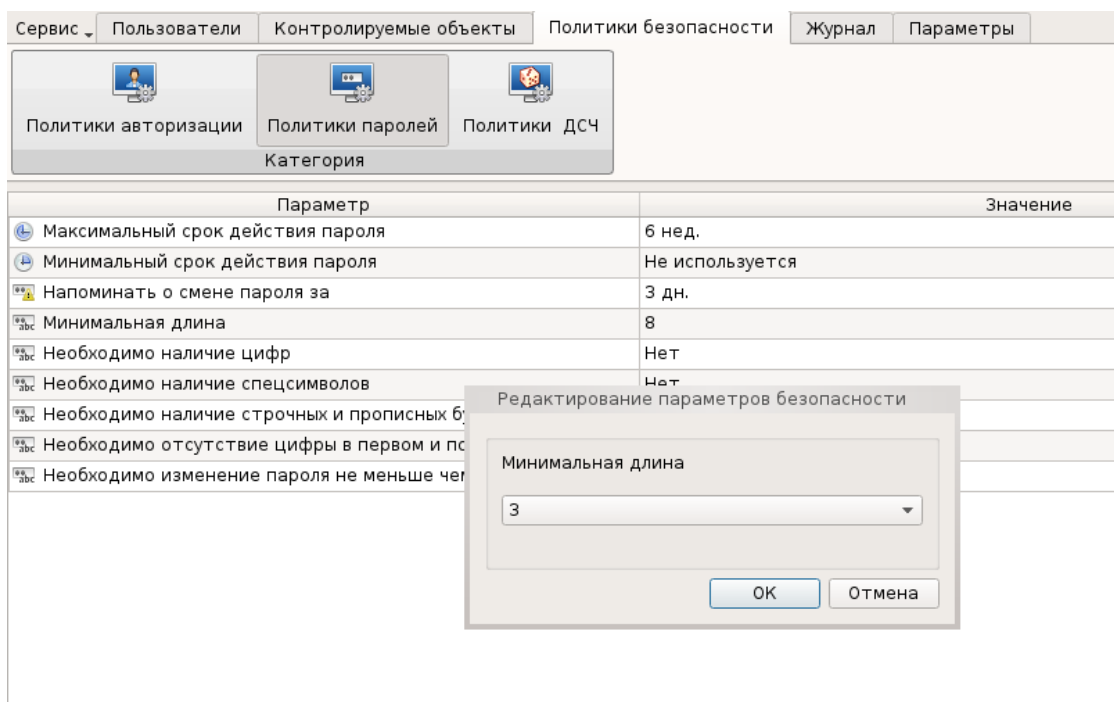 Сервис Пользователи Контролируемые объекты Политики безопасности Журнал Параметры
Политики авторизации Политики паролей Политики ДСЧ
Категория
Параметр Значение
Максимальный срок действия пароля 6 нед.
Минимальный срок действия пароля Не используется
Напоминать о смене пароля за 3 дн.
Минимальная длина 8
Необходимо наличие цифр Нет
Необходимо наличие спецсимволов Нет
Необходимо наличие строчных и прописных
Необходимо отсутствие цифры в первом и
Необходимо изменение пароля не меньше
Редактирование параметров безопасности
Минимальная длина
3
OK Отмена